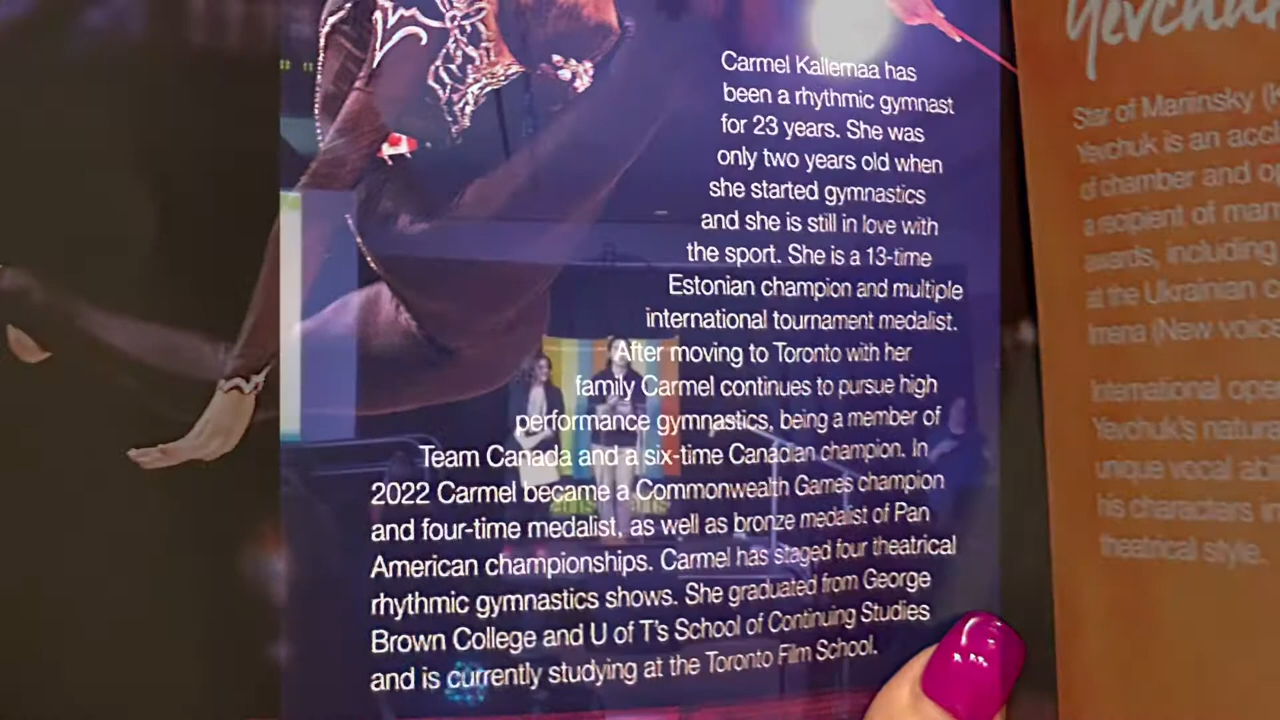 Carmel Kallemaa has
been a rhythmic gymnast
for 23 years. She was
only two years old when
she started gymnastics
and she is still in love with
the sport. She is a 13-time
Estonian champion and multiple
international tournament medalist.
After moving to Toronto with her
family Carmel continues to pursue high
performance gymnastics, being a member of
Team Canada and a six-time Canadian champion. In
2022 Carmel became a Commonwealth Games champion
and four-time medalist, as well as bronze medalist of Pan
American championships. Carmel has staged four theatrical
rhythmic gymnastics shows. She graduated from George
Brown College and U of T's School of Continuing Studies
and is currently studying at the Toronto Film School.
Yevchuk
Star of Mariinsky
Yevchuk is an
of chamber and
a recipient of
awards, including
at the Ukrainian
Irrena (New
International
Yevchuk's
unique vocal
his characters
theatrical style.